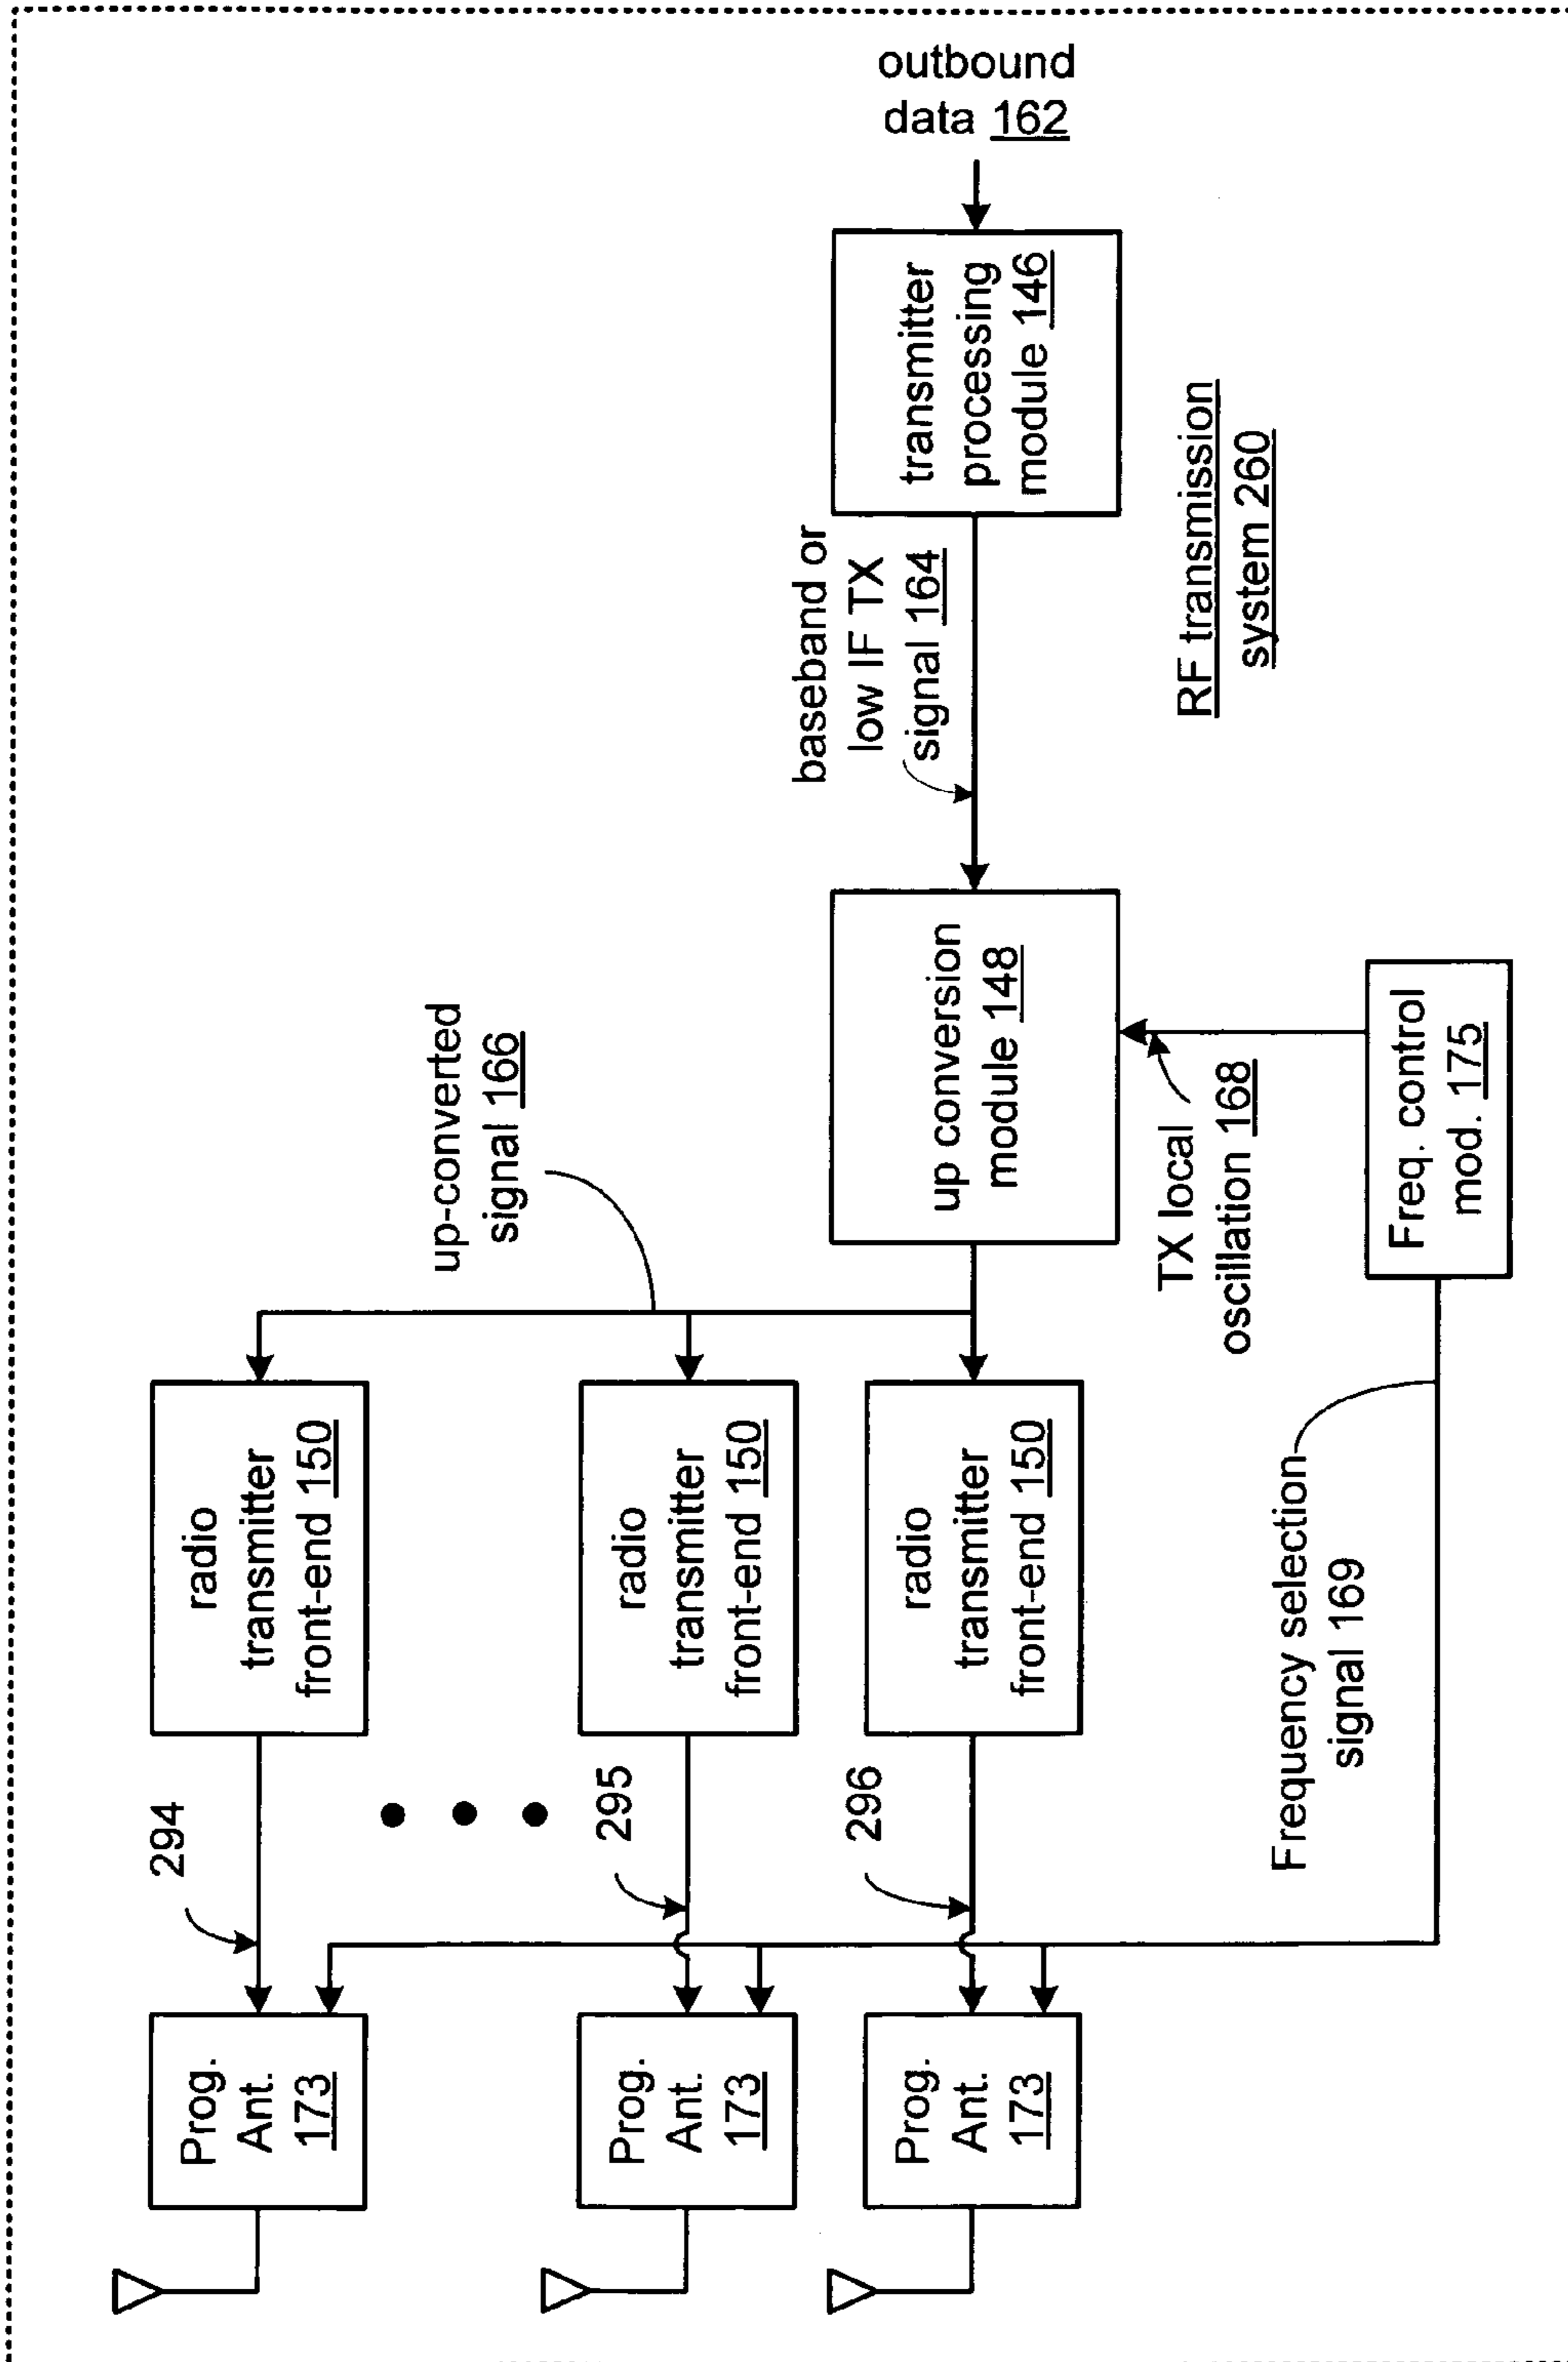 outbound
data 162
transmitter
processing
module 146
baseband or
low IF TX
signal 164
RF transmission
system 260
up conversion
module 148
up-converted
signal 166
TX local
oscillation 168
Freq. control
mod. 175
radio
transmitter
front-end 150
radio
transmitter
front-end 150
radio
transmitter
front-end 150
Frequency selection
signal 169
294
295
296
Prog.
Ant.
173
Prog.
Ant.
173
Prog.
Ant.
173